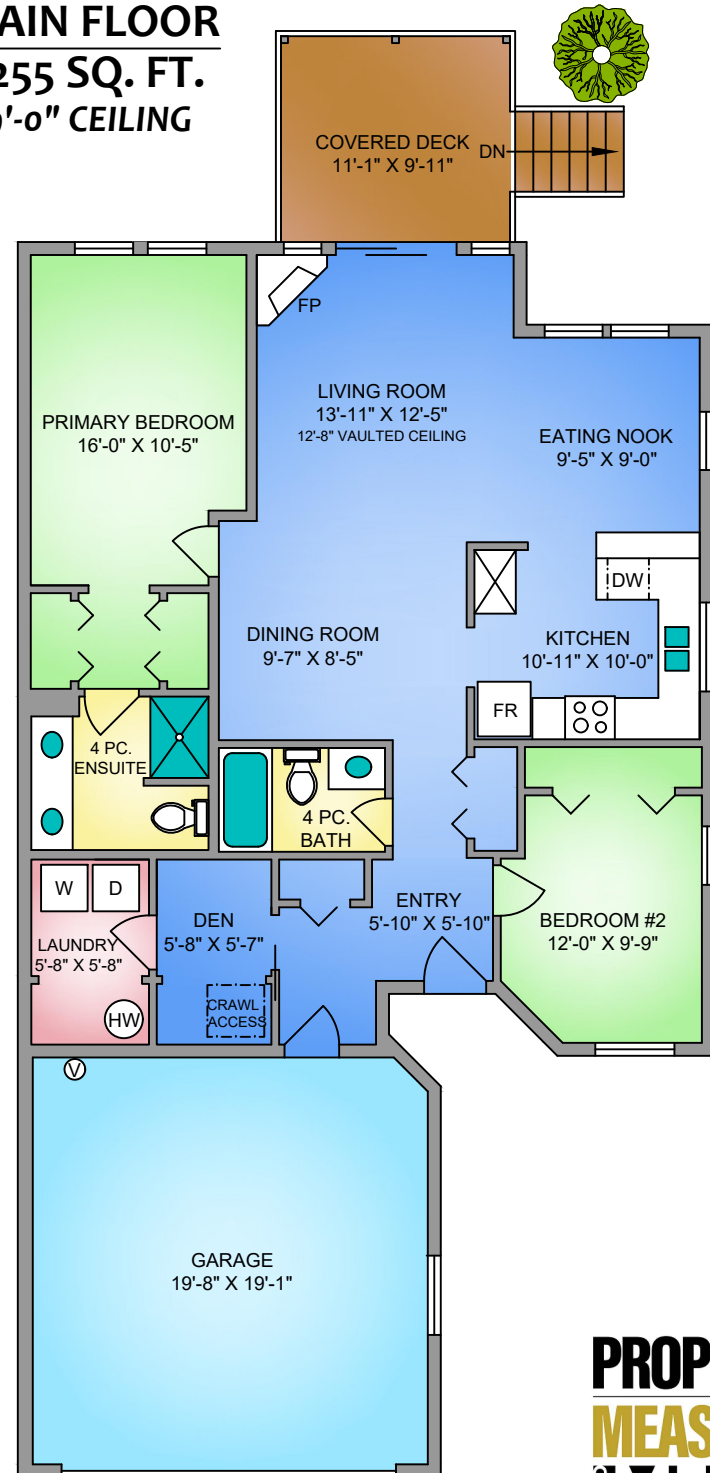 AIN FLOOR
255 SQ. FT.
9'-0" CEILING
COVERED DECK
11'-1" X 9'-11"
DN
FP
LIVING ROOM
13'-11" X 12'-5"
12'-8" VAULTED CEILING
PRIMARY BEDROOM
16'-0" X 10'-5"
EATING NOOK
9'-5" X 9'-0"
DW
DINING ROOM
9'-7" X 8'-5"
KITCHEN
10'-11" X 10'-0"
FR
4 PC.
ENSUITE
4 PC.
BATH
W
D
LAUNDRY
5'-8" X 5'-8"
HW
DEN
5'-8" X 5'-7"
CRAWL
ACCESS
ENTRY
5'-10" X 5'-10"
BEDROOM #2
12'-0" X 9'-9"
V
GARAGE
19'-8" X 19'-1"
PROP
MEAS